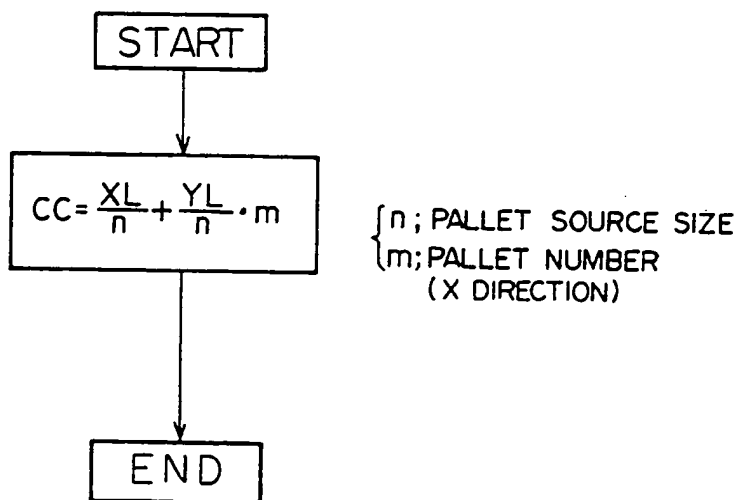 START
CC = XL/n + YL/n · m
n ; PALLET SOURCE SIZE
m; PALLET NUMBER
(X DIRECTION)
END